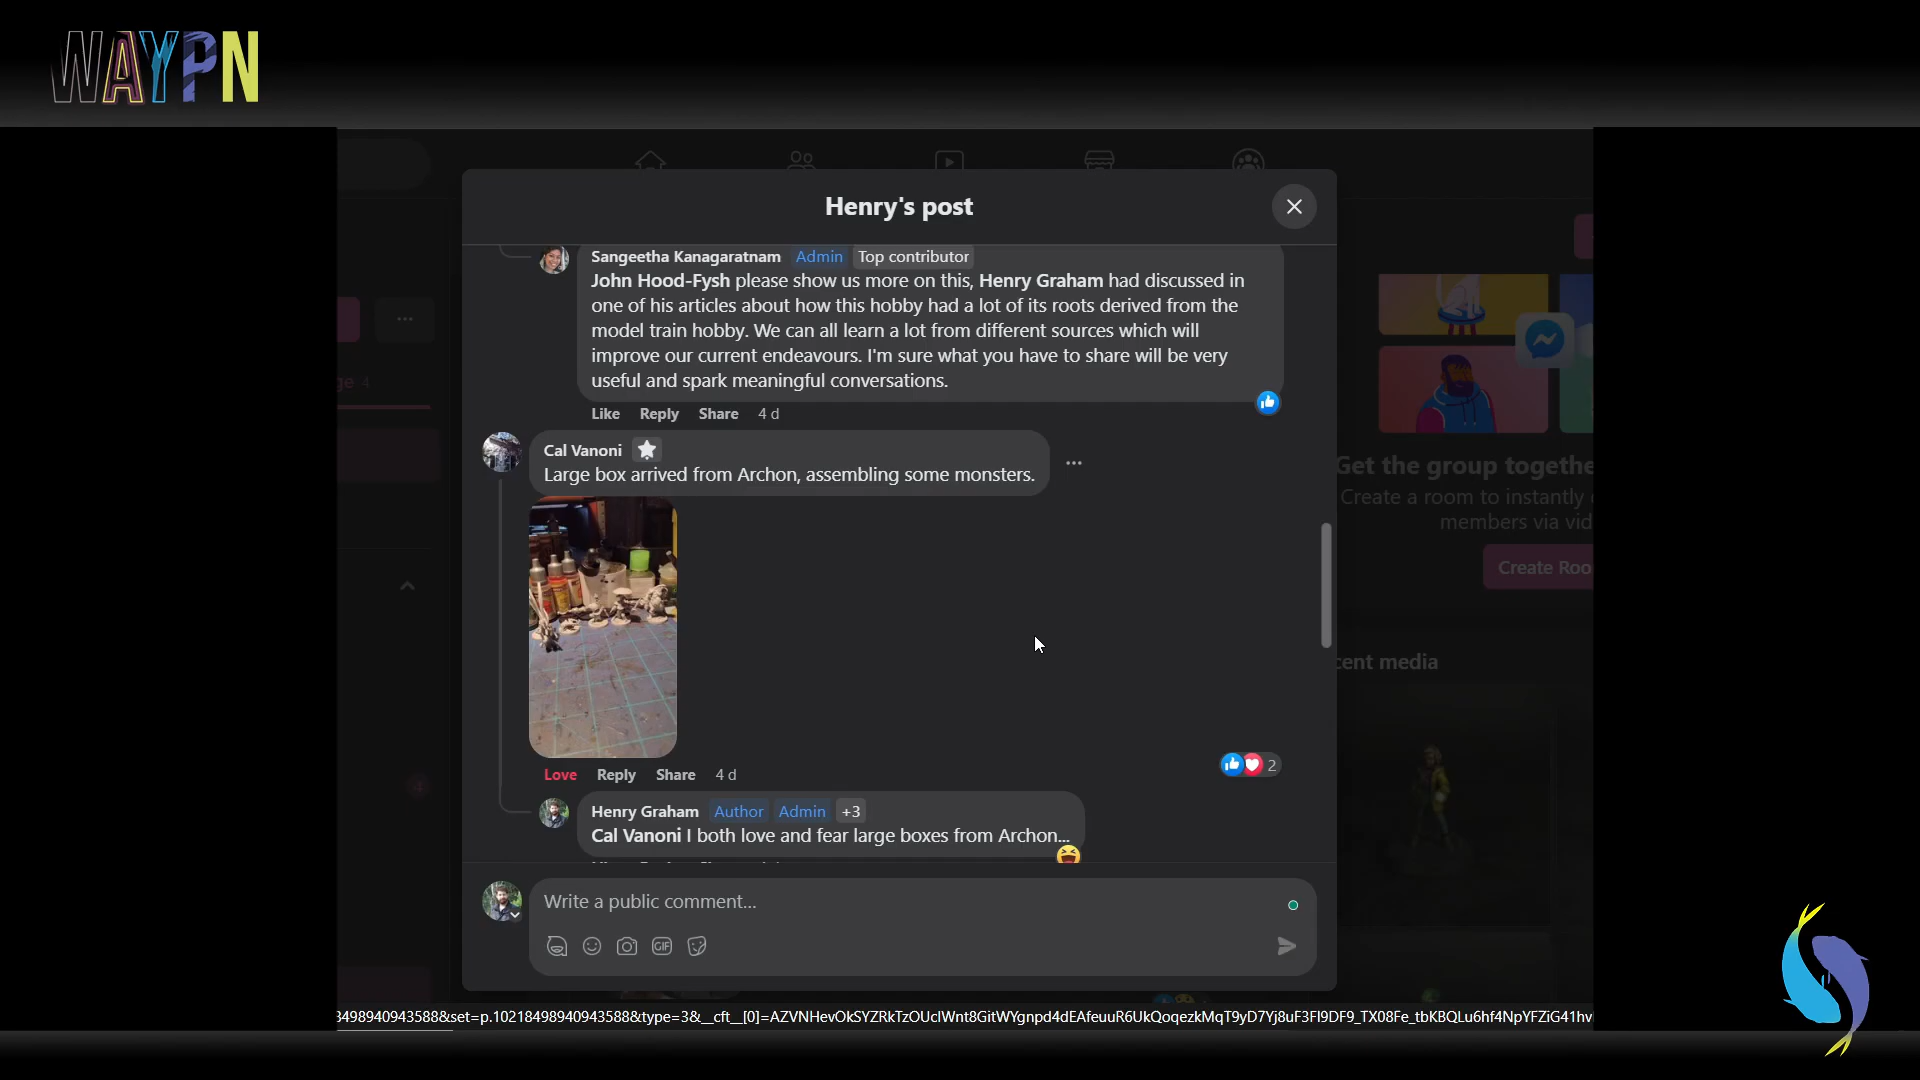 WAYPN
Henry's post
Sangeetha Kanagaratnam Admin Top contributor
John Hood-Fysh please show us more on this, Henry Graham had discussed in
one of his articles about how this hobby had a lot of its roots derived from the
model train hobby. We can all learn a lot from different sources which will
improve our current endeavours. I'm sure what you have to share will be very
useful and spark meaningful conversations.
Like Reply Share 4 d
Cal Vanoni
Large box arrived from Archon, assembling some monsters.
Love Reply Share 4 d
2
Henry Graham Author Admin +3
Cal Vanoni I both love and fear large boxes from Archon...
Write a public comment...
GIF
ge 4
4
Get the group togethe
Create a room to instantly
members via vid
Create Roo
cent media